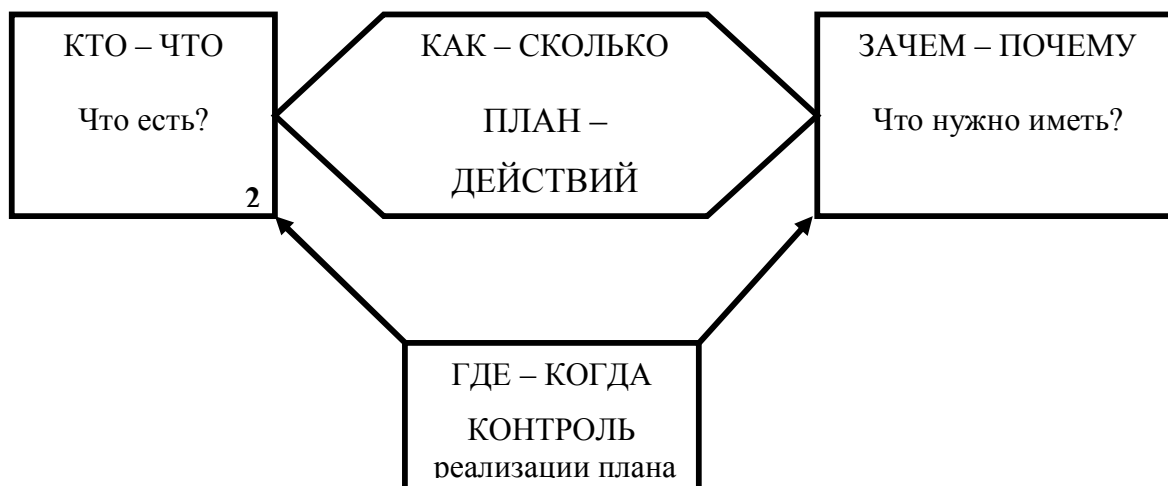 КТО – ЧТО
Что есть?
2
КАК – СКОЛЬКО
ПЛАН –
ДЕЙСТВИЙ
ЗАЧЕМ – ПОЧЕМУ
Что нужно иметь?
ГДЕ – КОГДА
КОНТРОЛЬ
реализации плана